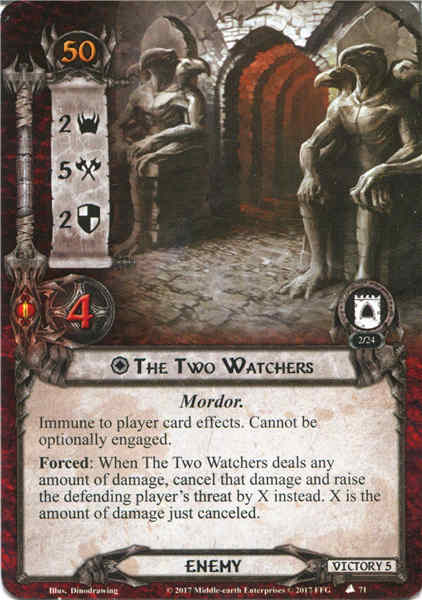 50
2
5
2
4
2/24
The Two Watchers
Mordor.
Immune to player card effects. Cannot be
optionally engaged.
Forced: When The Two Watchers deals any
amount of damage, cancel that damage and raise
the defending player's threat by X instead. X is the
amount of damage just canceled.
ENEMY
VICTORY 5
Illus. Dinodrawing
© 2017 Middle-earth Enterprises © 2017 FFG
71